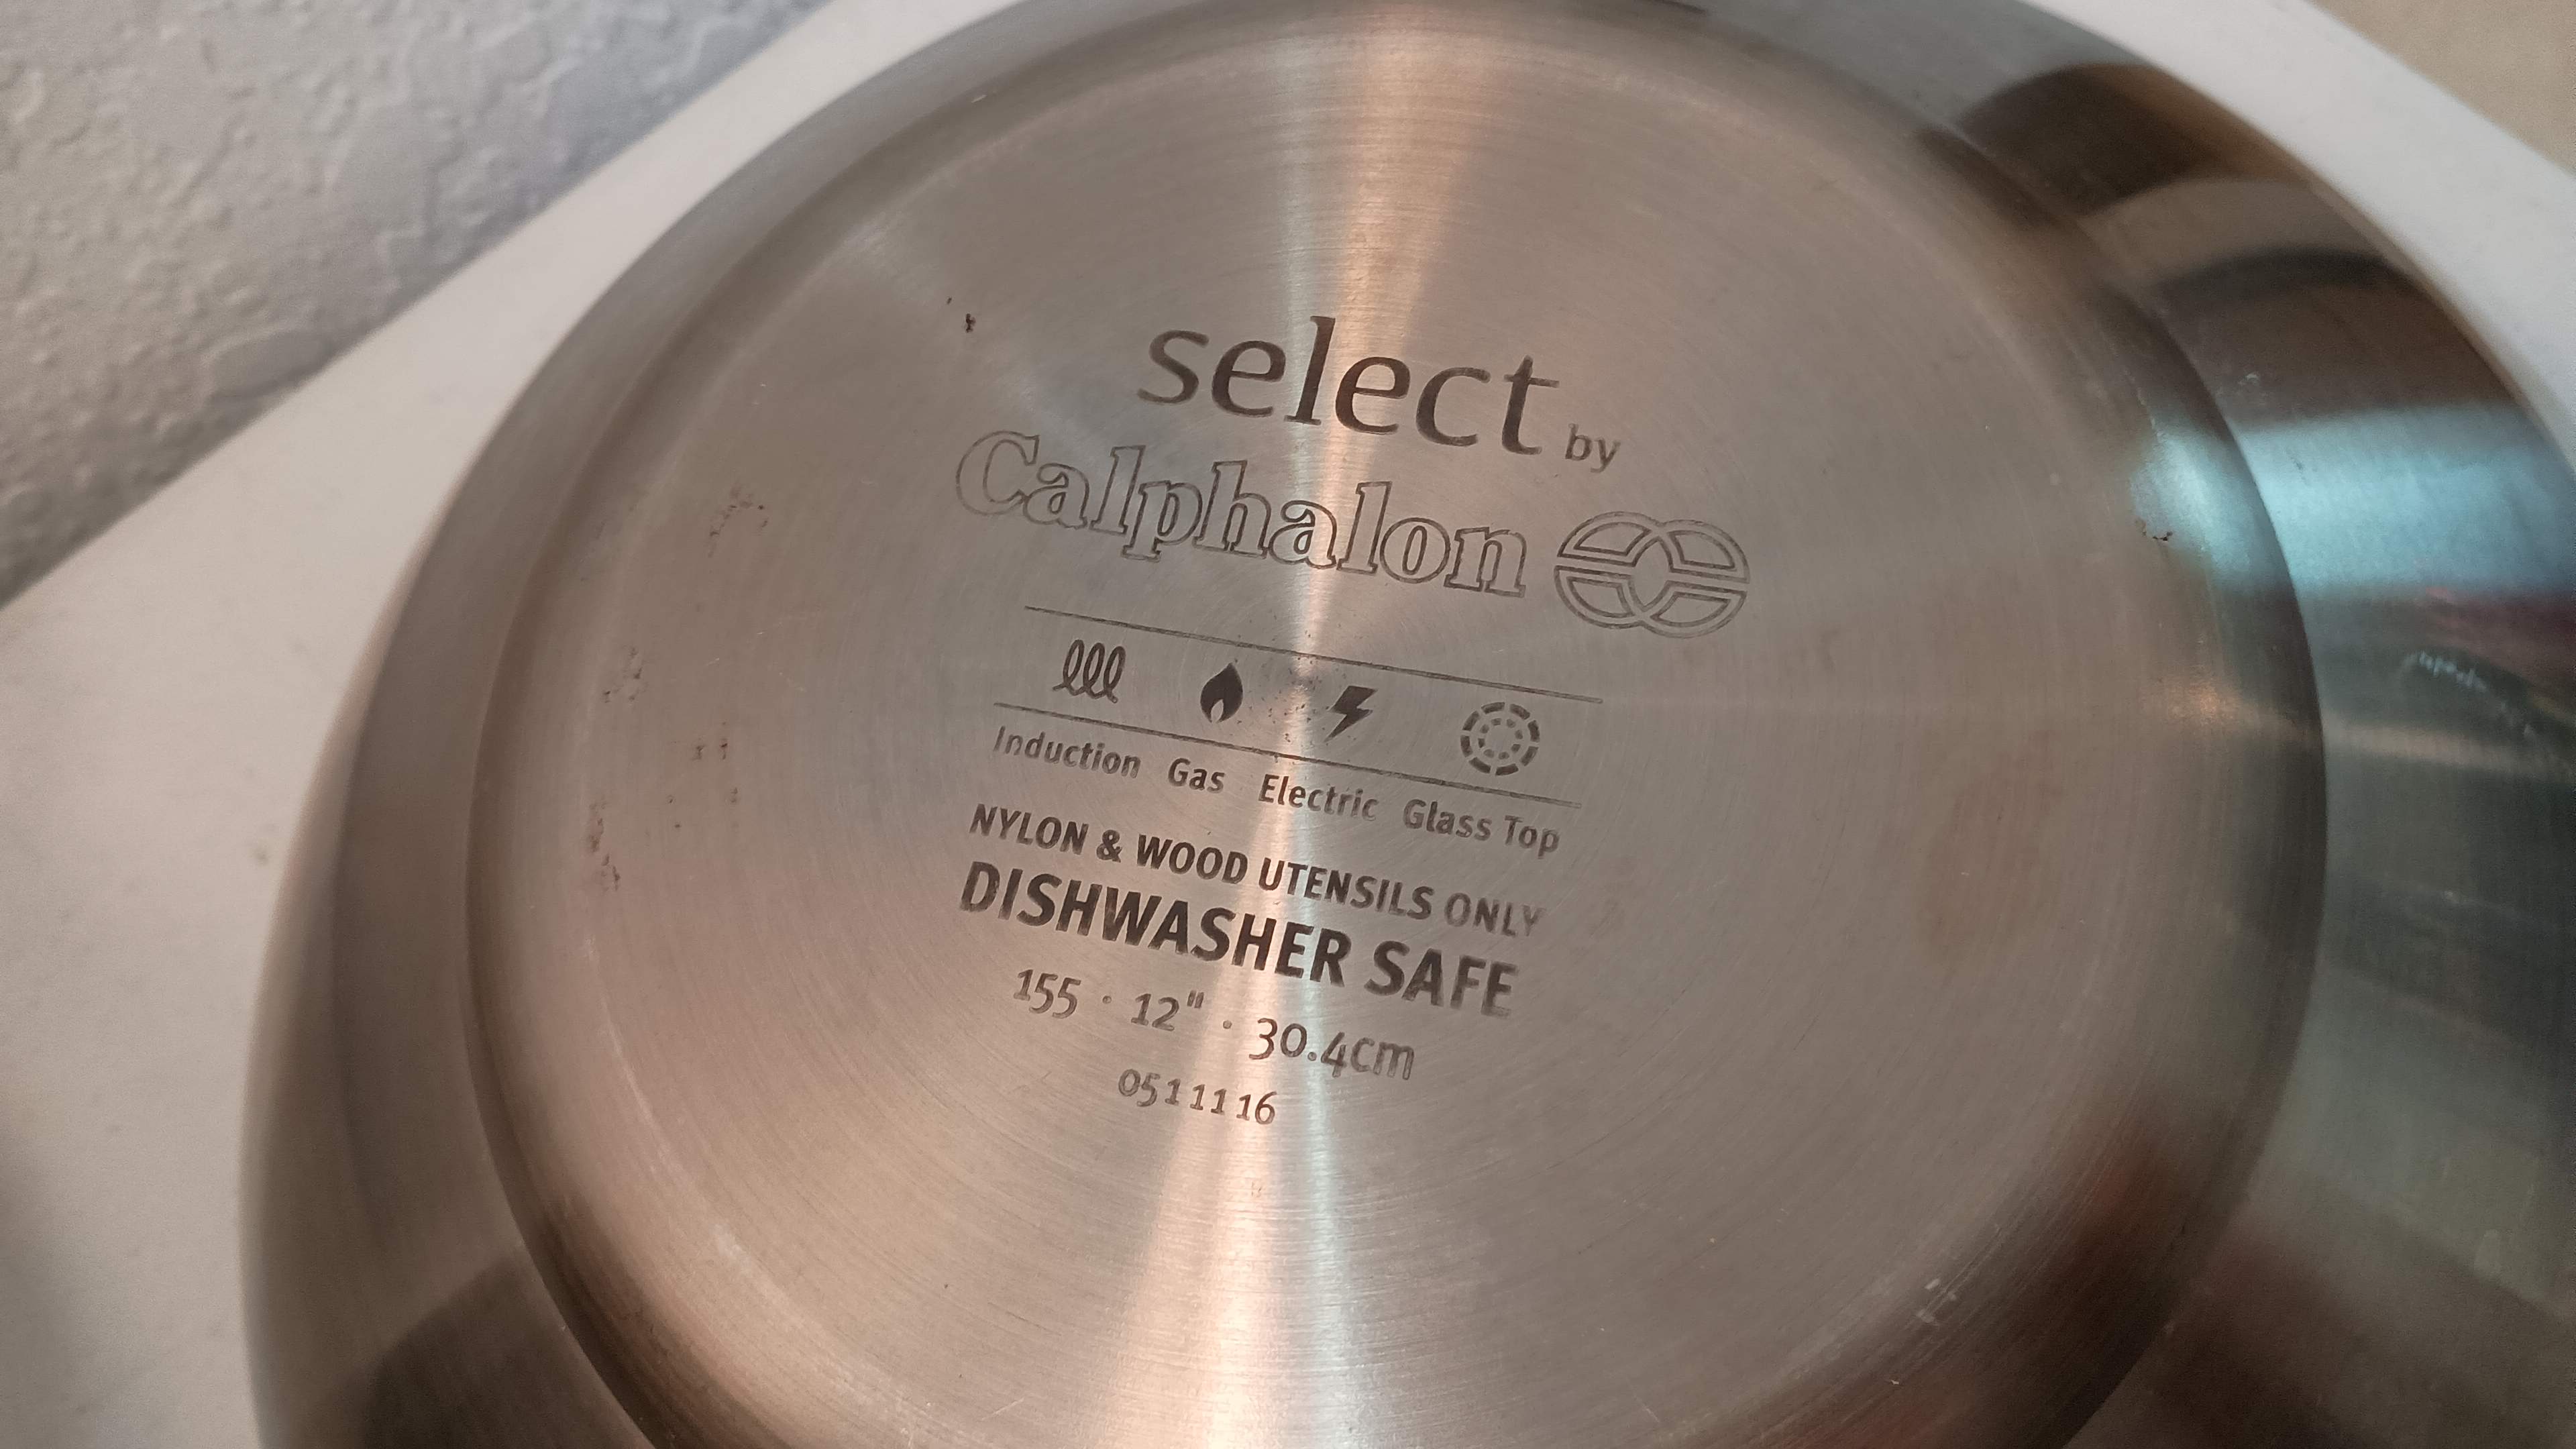 select by
Calphalon
Induction Gas Electric Glass Top
NYLON & WOOD UTENSILS ONLY
DISHWASHER SAFE
155 · 12" · 30.4cm
0511116